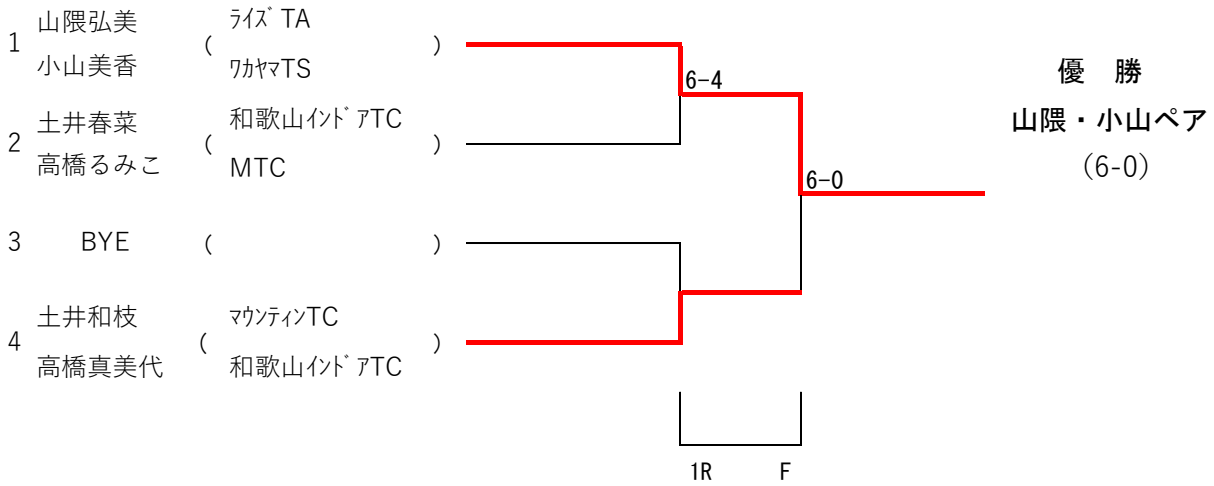 山隈弘美 ﾗｲｽﾞTA
1 ( )
小山美香 ﾜｶﾔﾏTS
6-4
優 勝
土井春菜 和歌山ｲﾝﾄﾞｱTC
山隈・小山ペア
2 ( )
高橋るみこ MTC
(6-0)
6-0
3 BYE ( )
土井和枝 ﾏｳﾝﾃｨﾝTC
4 ( )
高橋真美代 和歌山ｲﾝﾄﾞｱTC
1R F